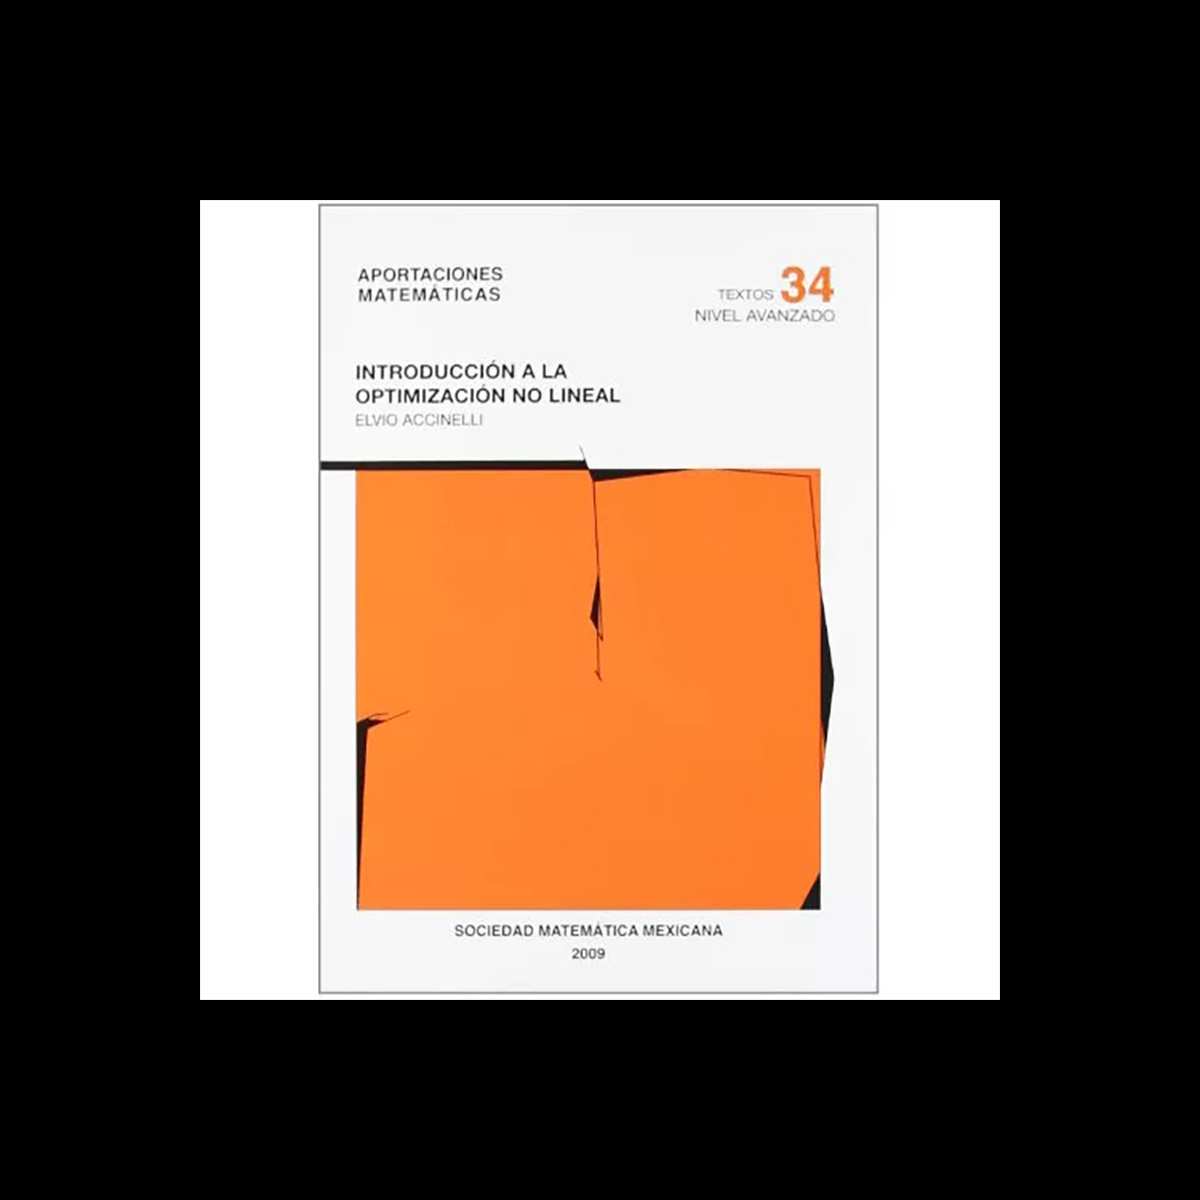 APORTACIONES
MATEMÁTICAS
TEXTOS 34
NIVEL AVANZADO
INTRODUCCIÓN A LA
OPTIMIZACIÓN NO LINEAL
ELVIO ACCINELLI
SOCIEDAD MATEMÁTICA MEXICANA
2009